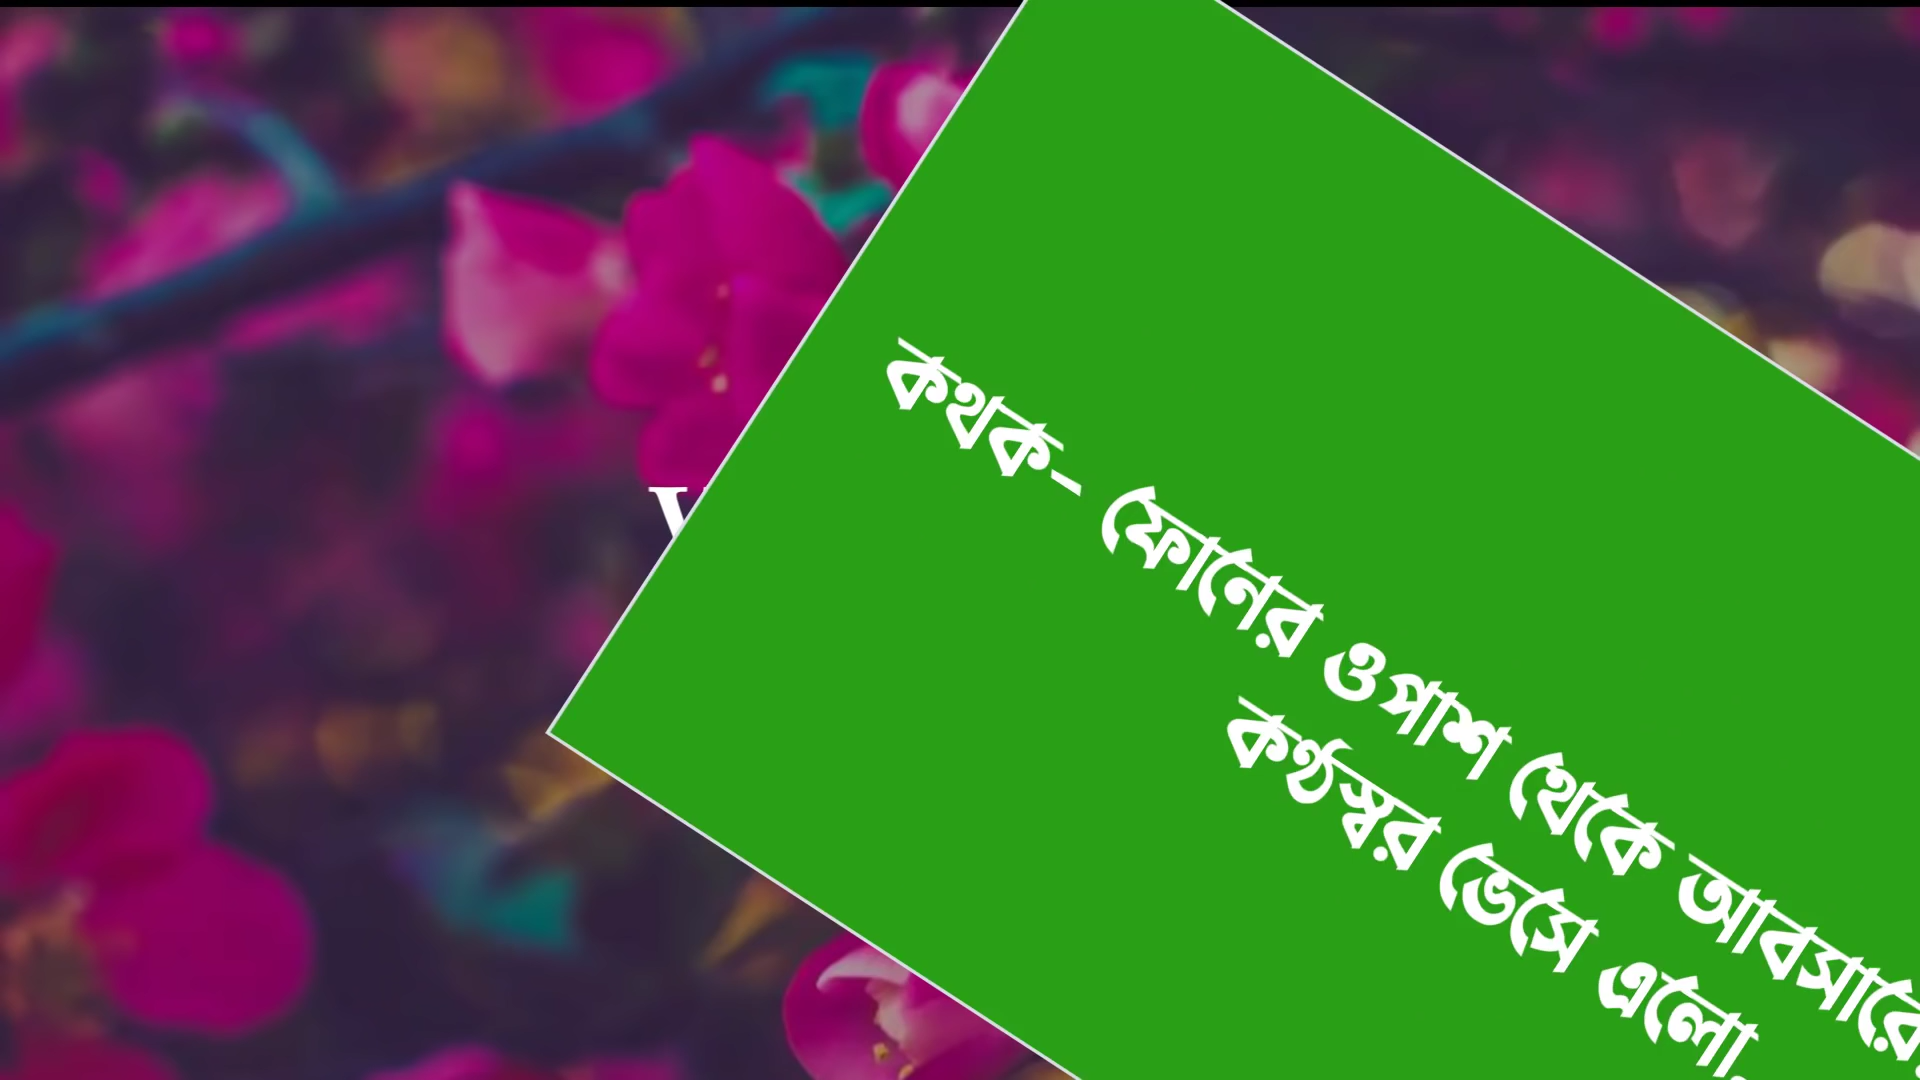 কথক- ফোনের ওপাশ থেকে আবসারে
কণ্ঠস্বর ভেসে এলো